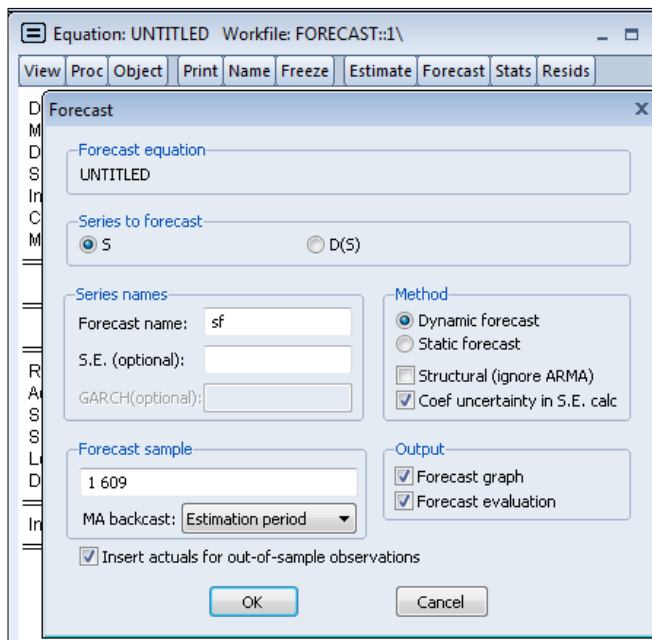 Equation: UNTITLED Workfile: FORECAST::1\
View Proc Object Print Name Freeze Estimate Forecast Stats Resids
Forecast
X
D
M
D
S
In
C
M
R
S
S
D
In
Forecast equation
UNTITLED
Series to forecast
S
D(S)
Series names
Forecast name: sf
S.E. (optional):
GARCH(optional):
Method
Dynamic forecast
Static forecast
Structural (ignore ARMA)
Coef uncertainty in S.E. calc
Forecast sample
1 609
MA backcast: Estimation period
Output
Forecast graph
Forecast evaluation
Insert actuals for out-of-sample observations
OK
Cancel